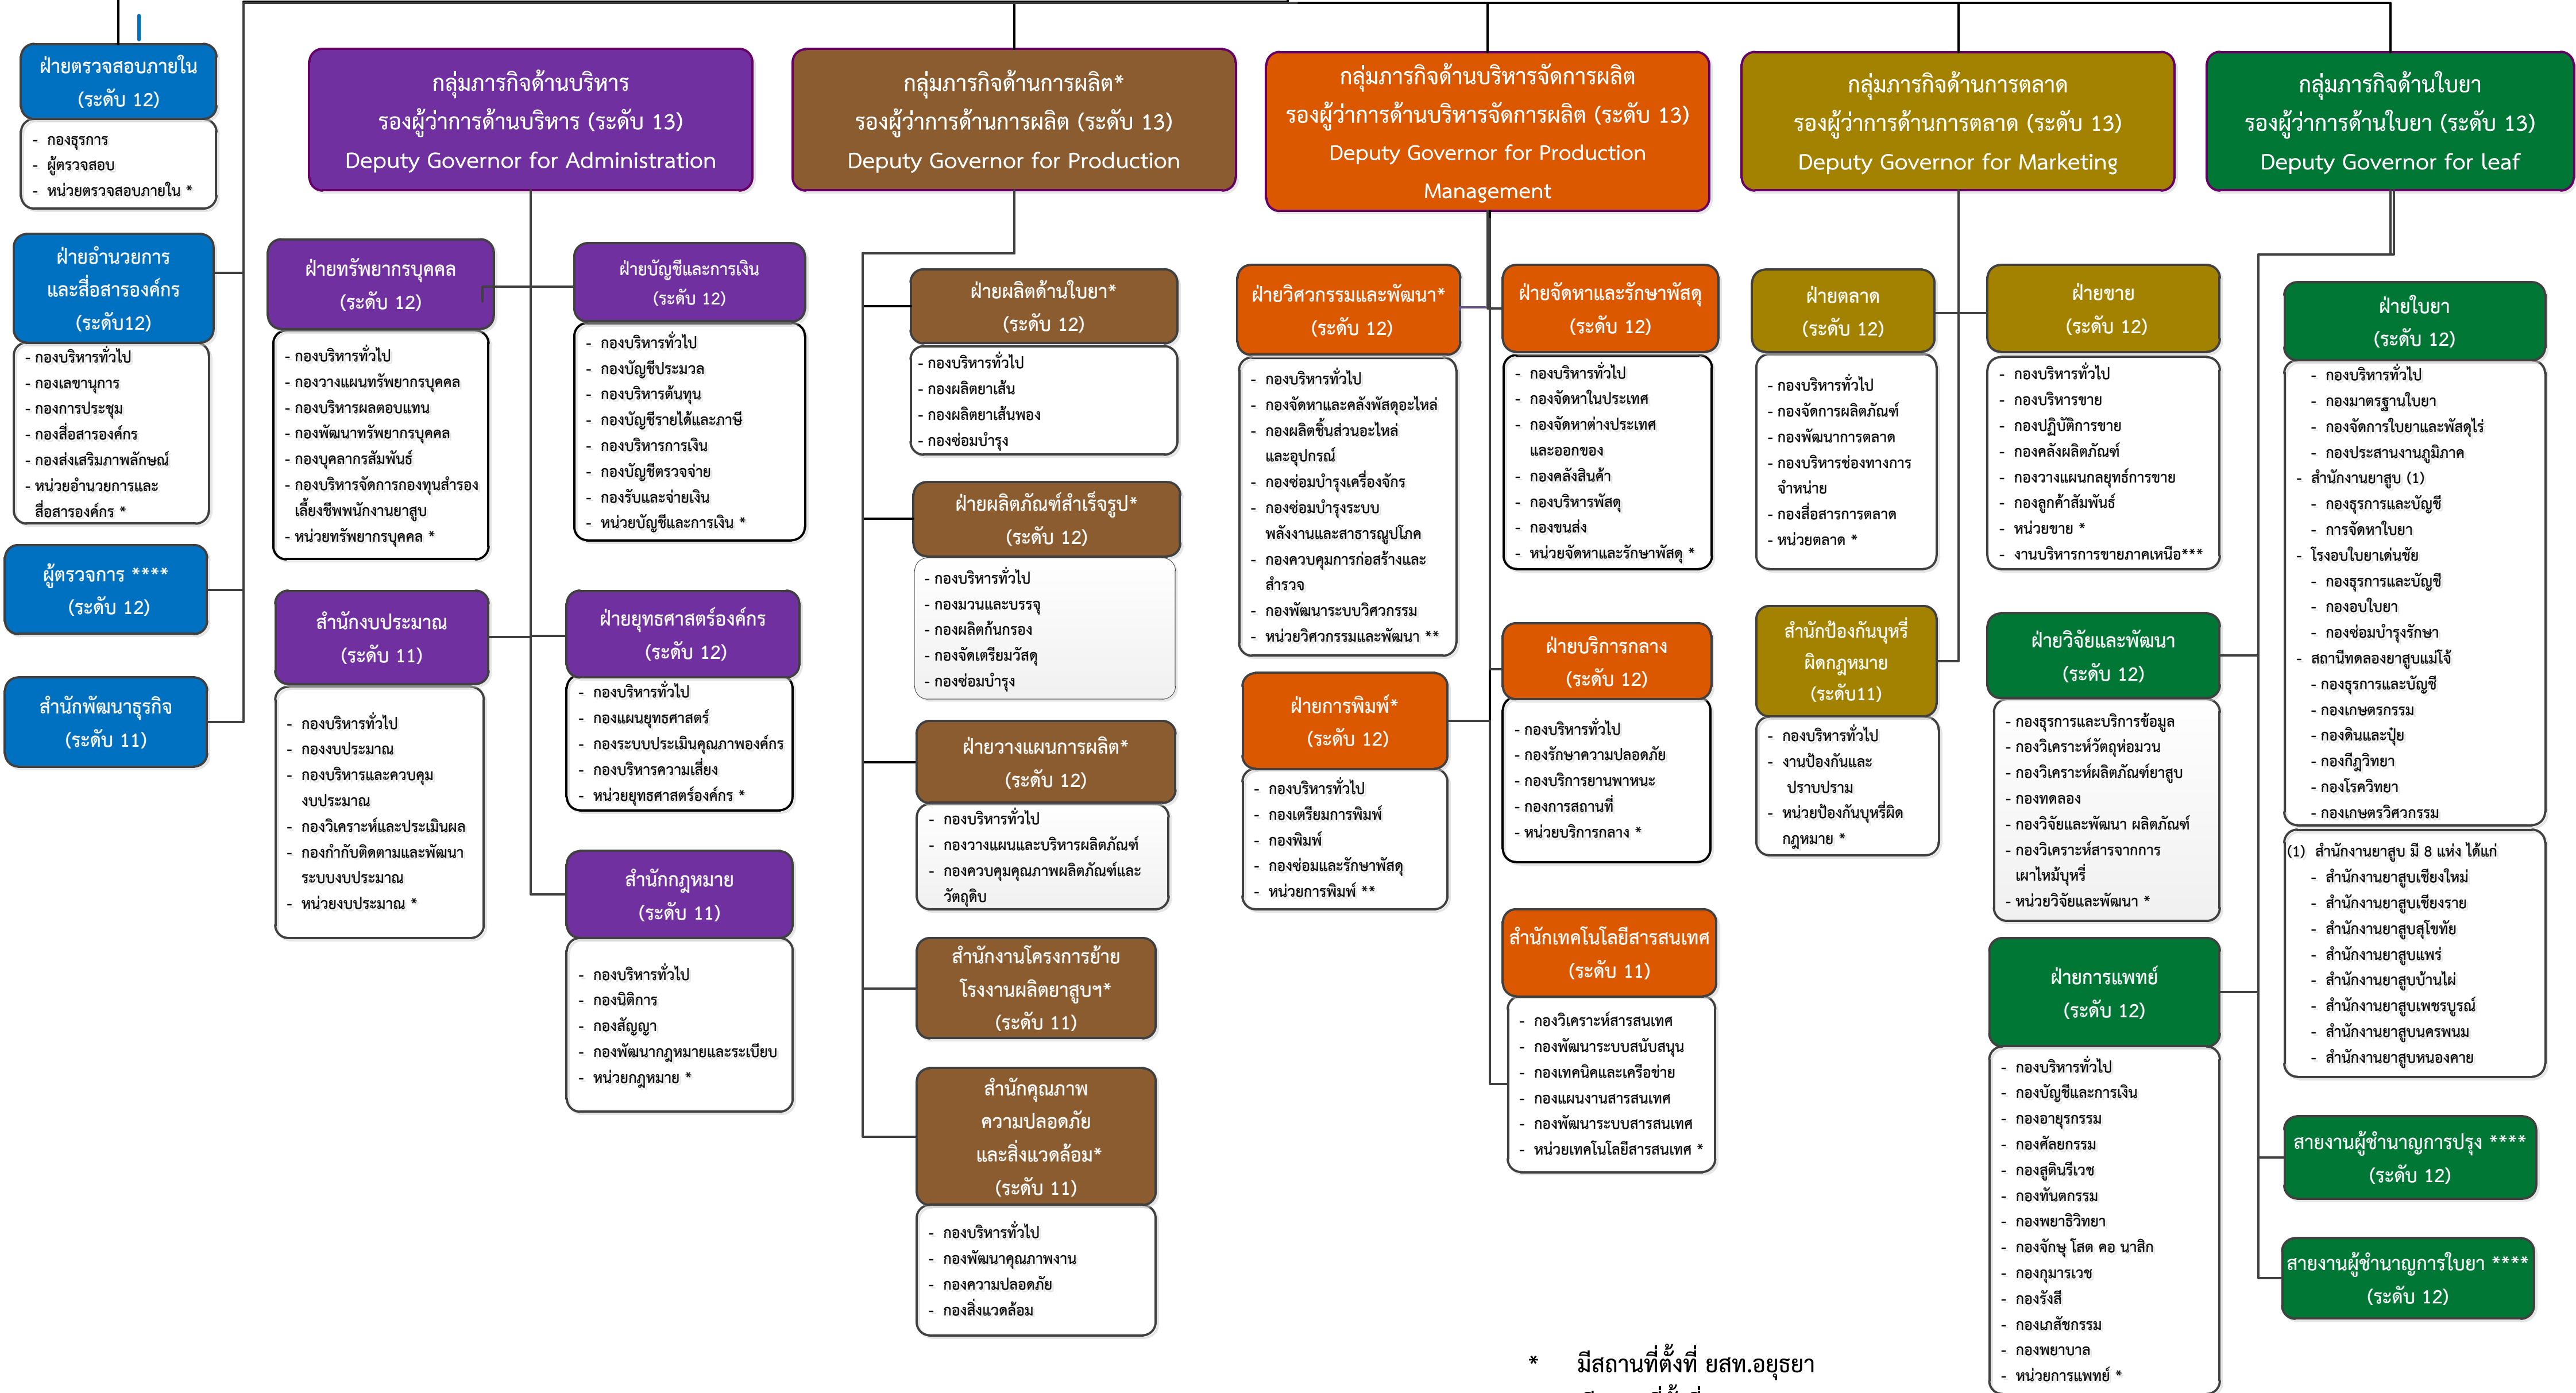 ฝ่ายตรวจสอบภายใน
(ระดับ 12)
- กองธุรการ
- ผู้ตรวจสอบ
- หน่วยตรวจสอบภายใน *
ฝ่ายอำนวยการ
และสื่อสารองค์กร
(ระดับ12)
- กองบริหารทั่วไป
- กองเลขานุการ
- กองการประชุม
- กองสื่อสารองค์กร
- กองส่งเสริมภาพลักษณ์
- หน่วยอำนวยการและ
สื่อสารองค์กร *
ผู้ตรวจการ ****
(ระดับ 12)
สำนักพัฒนาธุรกิจ
(ระดับ 11)
กลุ่มภารกิจด้านบริหาร
รองผู้ว่าการด้านบริหาร (ระดับ 13)
Deputy Governor for Administration
ฝ่ายทรัพยากรบุคคล
(ระดับ 12)
- กองบริหารทั่วไป
- กองวางแผนทรัพยากรบุคคล
- กองบริหารผลตอบแทน
- กองพัฒนาทรัพยากรบุคคล
- กองบุคลากรสัมพันธ์
- กองบริหารจัดการกองทุนสำรอง
เลี้ยงชีพพนักงานยาสูบ
- หน่วยทรัพยากรบุคคล *
ฝ่ายบัญชีและการเงิน
(ระดับ 12)
- กองบริหารทั่วไป
- กองบัญชีประมวล
- กองบริหารต้นทุน
- กองบัญชีรายได้และภาษี
- กองบริหารการเงิน
- กองบัญชีตรวจจ่าย
- กองรับและจ่ายเงิน
- หน่วยบัญชีและการเงิน *
สำนักงบประมาณ
(ระดับ 11)
- กองบริหารทั่วไป
- กองงบประมาณ
- กองบริหารและควบคุม
งบประมาณ
- กองวิเคราะห์และประเมินผล
- กองกำกับติดตามและพัฒนา
ระบบงบประมาณ
- หน่วยงบประมาณ *
ฝ่ายยุทธศาสตร์องค์กร
(ระดับ 12)
- กองบริหารทั่วไป
- กองแผนยุทธศาสตร์
- กองระบบประเมินคุณภาพองค์กร
- กองบริหารความเสี่ยง
- หน่วยยุทธศาสตร์องค์กร *
สำนักกฎหมาย
(ระดับ 11)
- กองบริหารทั่วไป
- กองนิติการ
- กองสัญญา
- กองพัฒนากฎหมายและระเบียบ
- หน่วยกฎหมาย *
กลุ่มภารกิจด้านการผลิต*
รองผู้ว่าการด้านการผลิต (ระดับ 13)
Deputy Governor for Production
ฝ่ายผลิตด้านใบยา*
(ระดับ 12)
- กองบริหารทั่วไป
- กองผลิตยาเส้น
- กองผลิตยาเส้นพอง
- กองซ่อมบำรุง
ฝ่ายผลิตภัณฑ์สำเร็จรูป*
(ระดับ 12)
- กองบริหารทั่วไป
- กองมวนและบรรจุ
- กองผลิตก้นกรอง
- กองจัดเตรียมวัสดุ
- กองซ่อมบำรุง
ฝ่ายวางแผนการผลิต*
(ระดับ 12)
- กองบริหารทั่วไป
- กองวางแผนและบริหารผลิตภัณฑ์
- กองควบคุมคุณภาพผลิตภัณฑ์และ
วัตถุดิบ
สำนักงานโครงการย้าย
โรงงานผลิตยาสูบฯ*
(ระดับ 11)
สำนักคุณภาพ
ความปลอดภัย
และสิ่งแวดล้อม*
(ระดับ 11)
- กองบริหารทั่วไป
- กองพัฒนาคุณภาพงาน
- กองความปลอดภัย
- กองสิ่งแวดล้อม
กลุ่มภารกิจด้านบริหารจัดการผลิต
รองผู้ว่าการด้านบริหารจัดการผลิต (ระดับ 13)
Deputy Governor for Production
Management
ฝ่ายวิศวกรรมและพัฒนา*
(ระดับ 12)
- กองบริหารทั่วไป
- กองจัดหาและคลังพัสดุอะไหล่
- กองผลิตชิ้นส่วนอะไหล่
และอุปกรณ์
- กองซ่อมบำรุงเครื่องจักร
- กองซ่อมบำรุงระบบ
พลังงานและสาธารณูปโภค
- กองควบคุมการก่อสร้างและ
สำรวจ
- กองพัฒนาระบบวิศวกรรม
- หน่วยวิศวกรรมและพัฒนา **
ฝ่ายการพิมพ์*
(ระดับ 12)
- กองบริหารทั่วไป
- กองเตรียมการพิมพ์
- กองพิมพ์
- กองซ่อมและรักษาพัสดุ
- หน่วยการพิมพ์ **
ฝ่ายจัดหาและรักษาพัสดุ
(ระดับ 12)
- กองบริหารทั่วไป
- กองจัดหาในประเทศ
- กองจัดหาต่างประเทศ
และออกของ
- กองคลังสินค้า
- กองบริหารพัสดุ
- กองขนส่ง
- หน่วยจัดหาและรักษาพัสดุ *
ฝ่ายบริการกลาง
(ระดับ 12)
- กองบริหารทั่วไป
- กองรักษาความปลอดภัย
- กองบริการยานพาหนะ
- กองการสถานที่
- หน่วยบริการกลาง *
สำนักเทคโนโลยีสารสนเทศ
(ระดับ 11)
- กองวิเคราะห์สารสนเทศ
- กองพัฒนาระบบสนับสนุน
- กองเทคนิคและเครือข่าย
- กองแผนงานสารสนเทศ
- กองพัฒนาระบบสารสนเทศ
- หน่วยเทคโนโลยีสารสนเทศ *
กลุ่มภารกิจด้านการตลาด
รองผู้ว่าการด้านการตลาด (ระดับ 13)
Deputy Governor for Marketing
ฝ่ายตลาด
(ระดับ 12)
- กองบริหารทั่วไป
- กองจัดการผลิตภัณฑ์
- กองพัฒนาการตลาด
- กองบริหารช่องทางการ
จำหน่าย
- กองสื่อสารการตลาด
- หน่วยตลาด *
สำนักป้องกันบุหรี่
ผิดกฎหมาย
(ระดับ11)
- กองบริหารทั่วไป
- งานป้องกันและ
ปราบปราม
- หน่วยป้องกันบุหรี่ผิด
กฎหมาย *
ฝ่ายขาย
(ระดับ 12)
- กองบริหารทั่วไป
- กองบริหารขาย
- กองปฏิบัติการขาย
- กองคลังผลิตภัณฑ์
- กองวางแผนกลยุทธ์การขาย
- กองลูกค้าสัมพันธ์
- หน่วยขาย *
- งานบริหารการขายภาคเหนือ***
กลุ่มภารกิจด้านใบยา
รองผู้ว่าการด้านใบยา (ระดับ 13)
Deputy Governor for leaf
ฝ่ายวิจัยและพัฒนา
(ระดับ 12)
- กองธุรการและบริการข้อมูล
- กองวิเคราะห์วัตถุห่อมวน
- กองวิเคราะห์ผลิตภัณฑ์ยาสูบ
- กองทดลอง
- กองวิจัยและพัฒนา ผลิตภัณฑ์
- กองวิเคราะห์สารจากการ
เผาไหม้บุหรี่
- หน่วยวิจัยและพัฒนา *
ฝ่ายการแพทย์
(ระดับ 12)
- กองบริหารทั่วไป
- กองบัญชีและการเงิน
- กองอายุรกรรม
- กองศัลยกรรม
- กองสูตินรีเวช
- กองทันตกรรม
- กองพยาธิวิทยา
- กองจักษุ โสต คอ นาสิก
- กองกุมารเวช
- กองรังสี
- กองเภสัชกรรม
- กองพยาบาล
- หน่วยการแพทย์ *
ฝ่ายใบยา
(ระดับ 12)
- กองบริหารทั่วไป
- กองมาตรฐานใบยา
- กองจัดการใบยาและพัสดุไร่
- กองประสานงานภูมิภาค
- สำนักงานยาสูบ (1)
- กองธุรการและบัญชี
- การจัดหาใบยา
- โรงอบใบยาเด่นชัย
- กองธุรการและบัญชี
- กองอบใบยา
- กองซ่อมบำรุงรักษา
- สถานีทดลองยาสูบแม่โจ้
- กองธุรการและบัญชี
- กองเกษตรกรรม
- กองดินและปุ๋ย
- กองกีฎวิทยา
- กองโรควิทยา
- กองเกษตรวิศวกรรม
(1) สำนักงานยาสูบ มี 8 แห่ง ได้แก่
- สำนักงานยาสูบเชียงใหม่
- สำนักงานยาสูบเชียงราย
- สำนักงานยาสูบสุโขทัย
- สำนักงานยาสูบแพร่
- สำนักงานยาสูบบ้านไผ่
- สำนักงานยาสูบเพชรบูรณ์
- สำนักงานยาสูบนครพนม
- สำนักงานยาสูบหนองคาย
สายงานผู้ชำนาญการปรุง ****
(ระดับ 12)
สายงานผู้ชำนาญการใบยา ****
(ระดับ 12)
* มีสถานที่ตั้งที่ ยสท.อยุธยา